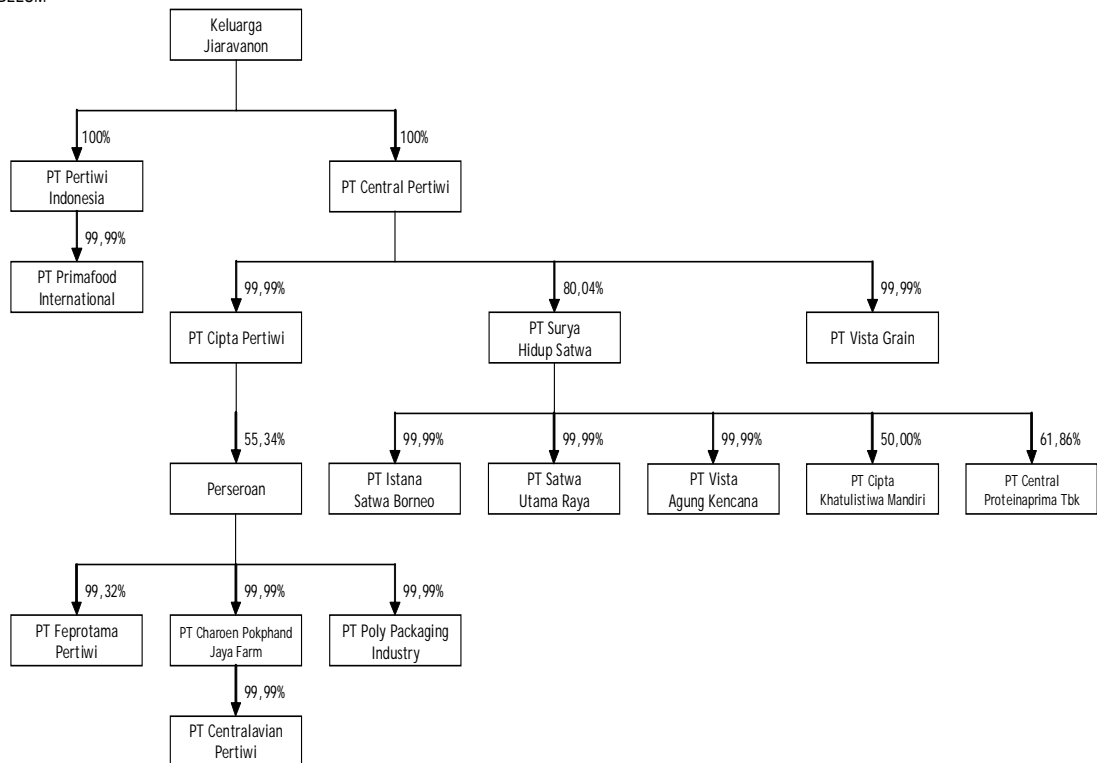 Keluarga
Jiaravanon
100%
100%
PT Pertiwi
Indonesia
PT Central Pertiwi
99,99%
PT Primafood
International
99,99%
80,04%
99,99%
PT Cipta Pertiwi
PT Surya
Hidup Satwa
PT Vista Grain
55,34%
99,99%
99,99%
99,99%
50,00%
61,86%
Perseroan
PT Istana
Satwa Borneo
PT Satwa
Utama Raya
PT Vista
Agung Kencana
PT Cipta
Khatulistiwa Mandiri
PT Central
Proteinaprima Tbk
99,32%
99,99%
99,99%
PT Feprotama
Pertiwi
PT Charoen Pokphand
Jaya Farm
PT Poly Packaging
Industry
99,99%
PT Centralavian
Pertiwi